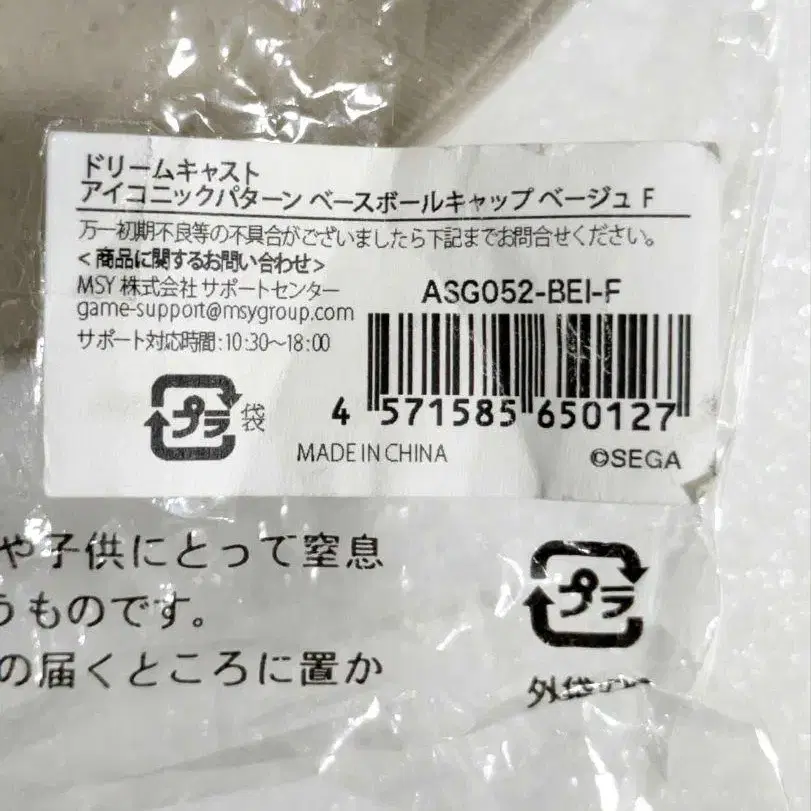 ドリームキャスト
アイコニックパターン ベースボールキャップ ベージュ F
万一初期不良等の不具合がございましたら下記までお問合せください。
<商品に関するお問い合わせ>
MSY 株式会社 サポートセンター
game-support@msygroup.com
サポート対応時間:10:30～18:00
ASG052-BEI-F
4 571585 650127
プラ 袋
MADE IN CHINA
©SEGA
や子供にとって窒息
うものです。
の届くところに置か
プラ
外袋